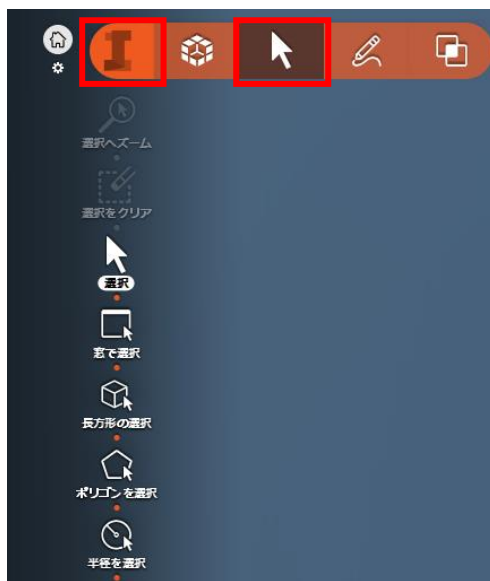 選択へズーム
選択をクリア
選択
窓で選択
長方形の選択
ポリゴンを選択
半径を選択